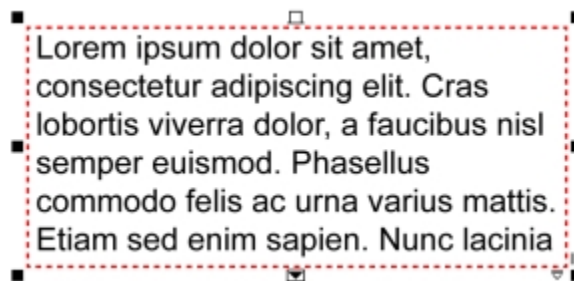 Lorem ipsum dolor sit amet,
consectetur adipiscing elit. Cras
lobortis viverra dolor, a faucibus nisl
semper euismod. Phasellus
commodo felis ac urna varius mattis.
Etiam sed enim sapien. Nunc lacinia